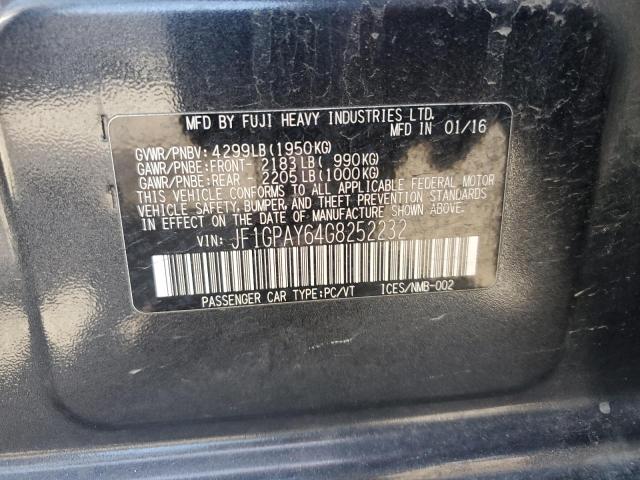 MFD BY FUJI HEAVY INDUSTRIES LTD.
MFD IN 01/16
GVWR/PNBV: 4299LB(1950KG)
GAWR/PNBE:FRONT- 2183LB( 990KG)
GAWR/PNBE:REAR - 2205LB(1000KG)
THIS VEHICLE CONFORMS TO ALL APPLICABLE FEDERAL MOTOR
VEHICLE SAFETY, BUMPER, AND THEFT PREVENTION STANDARDS
IN EFFECT ON THE DATE OF MANUFACTURE SHOWN ABOVE.
VIN: JF1GPAY64G8252232
PASSENGER CAR TYPE:PC/VT ICES/NMB-002